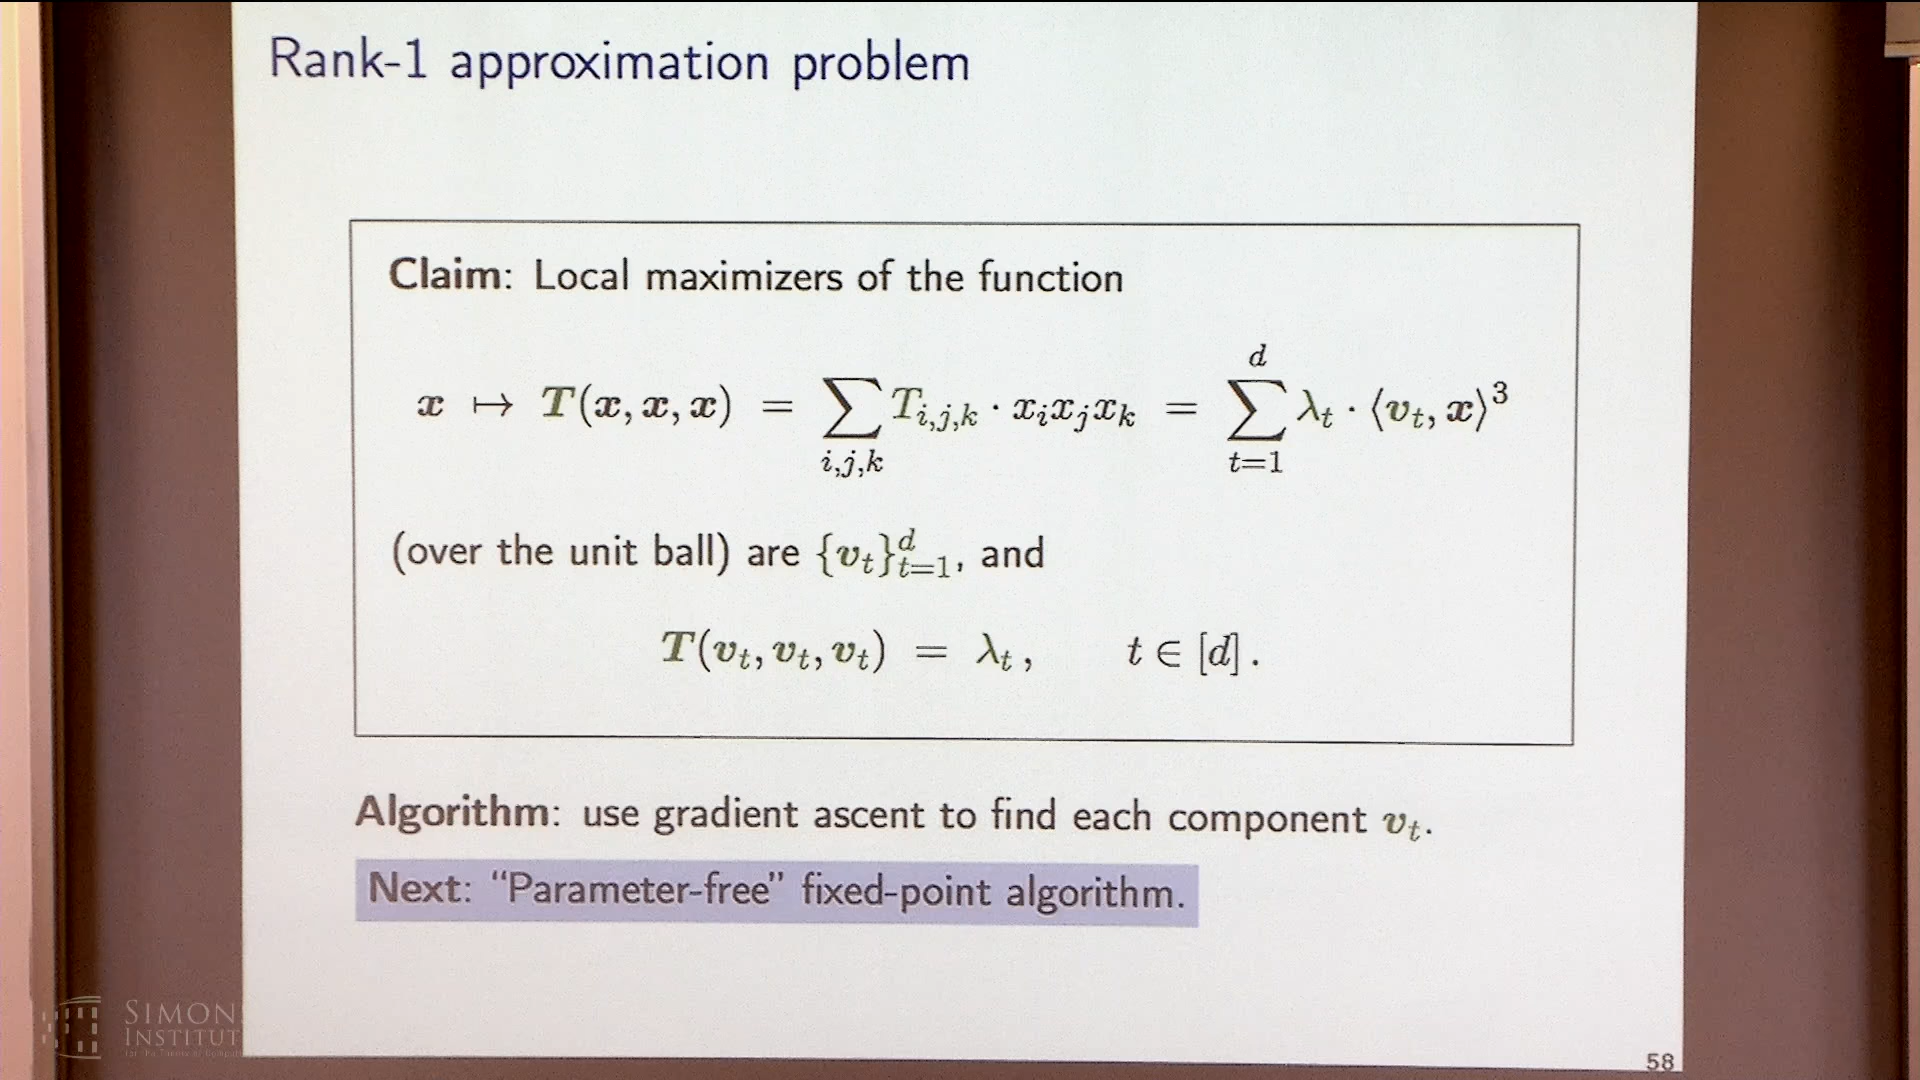 Rank-1 approximation problem
Claim: Local maximizers of the function
x ↦ T(x, x, x) = ∑_{i,j,k} T_{i,j,k} · x_i x_j x_k = ∑_{t=1}^{d} λ_t · ⟨v_t, x⟩^3
(over the unit ball) are {v_t}_{t=1}^{d}, and
T(v_t, v_t, v_t) = λ_t , t ∈ [d] .
Algorithm: use gradient ascent to find each component v_t.
Next: “Parameter-free” fixed-point algorithm.
SIMON
INSTITUT
58